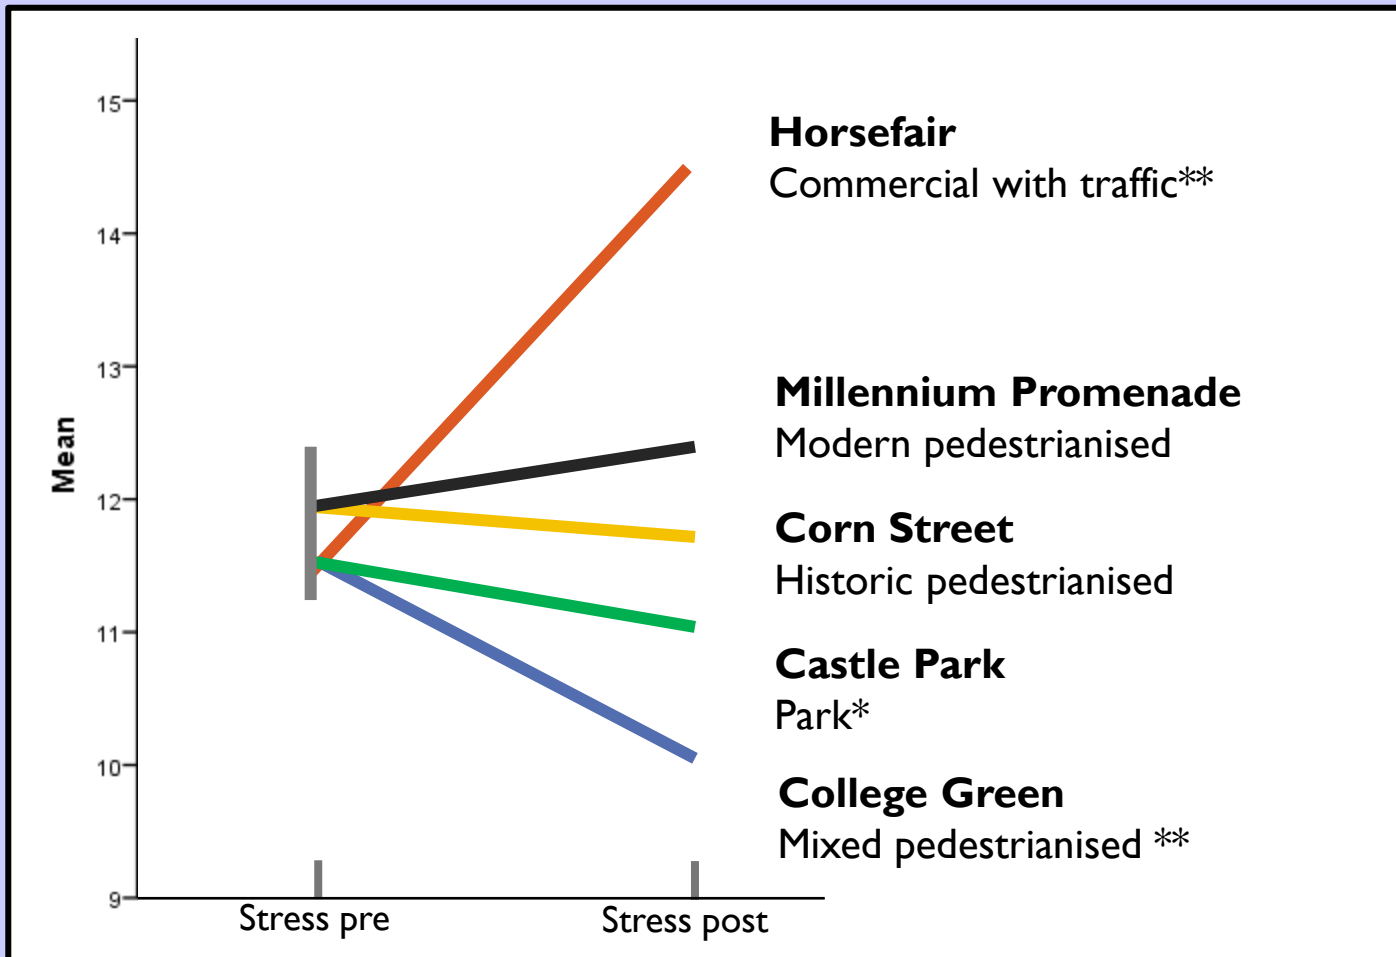 15
14
13
12
11
10
9
Mean
Horsefair
Commercial with traffic**
Millennium Promenade
Modern pedestrianised
Corn Street
Historic pedestrianised
Castle Park
Park*
College Green
Mixed pedestrianised **
Stress pre
Stress post